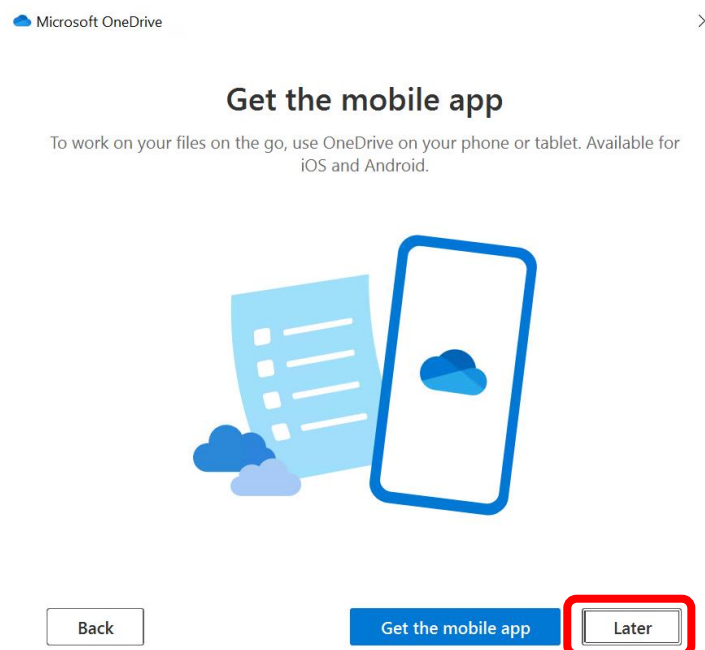 Microsoft OneDrive
Get the mobile app
To work on your files on the go, use OneDrive on your phone or tablet. Available for
iOS and Android.
Back
Get the mobile app
Later